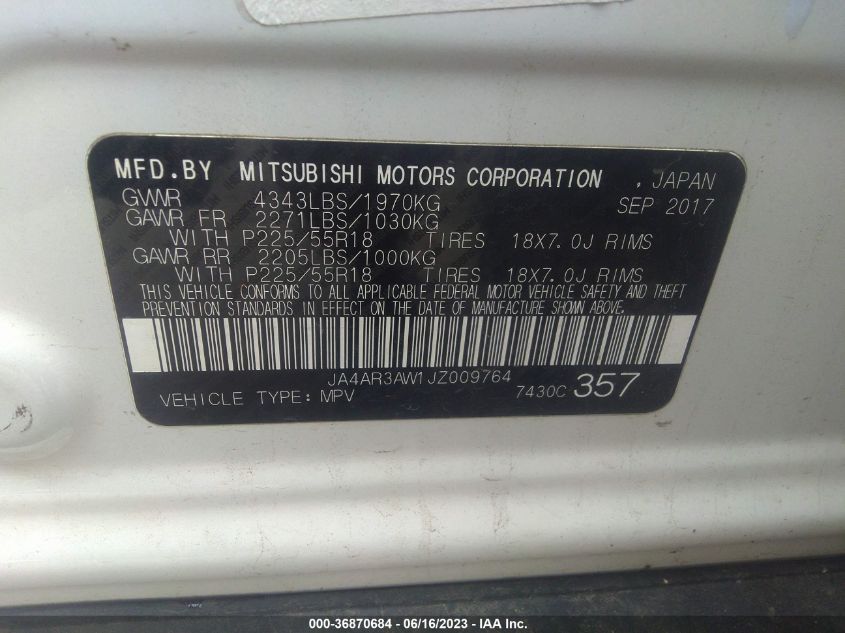 MFD.BY MITSUBISHI MOTORS CORPORATION , JAPAN
GVWR 4343LBS/1970KG SEP 2017
GAWR FR 2271LBS/1030KG
WITH P225/55R18 TIRES 18X7.0J RIMS
GAWR RR 2205LBS/1000KG
WITH P225/55R18 TIRES 18X7.0J RIMS
THIS VEHICLE CONFORMS TO ALL APPLICABLE FEDERAL MOTOR VEHICLE SAFETY AND THEFT
PREVENTION STANDARDS IN EFFECT ON THE DATE OF MANUFACTURE SHOWN ABOVE.
JA4AR3AW1JZ009764
VEHICLE TYPE: MPV 7430C 357
000-36870684 - 06/16/2023 - IAA Inc.